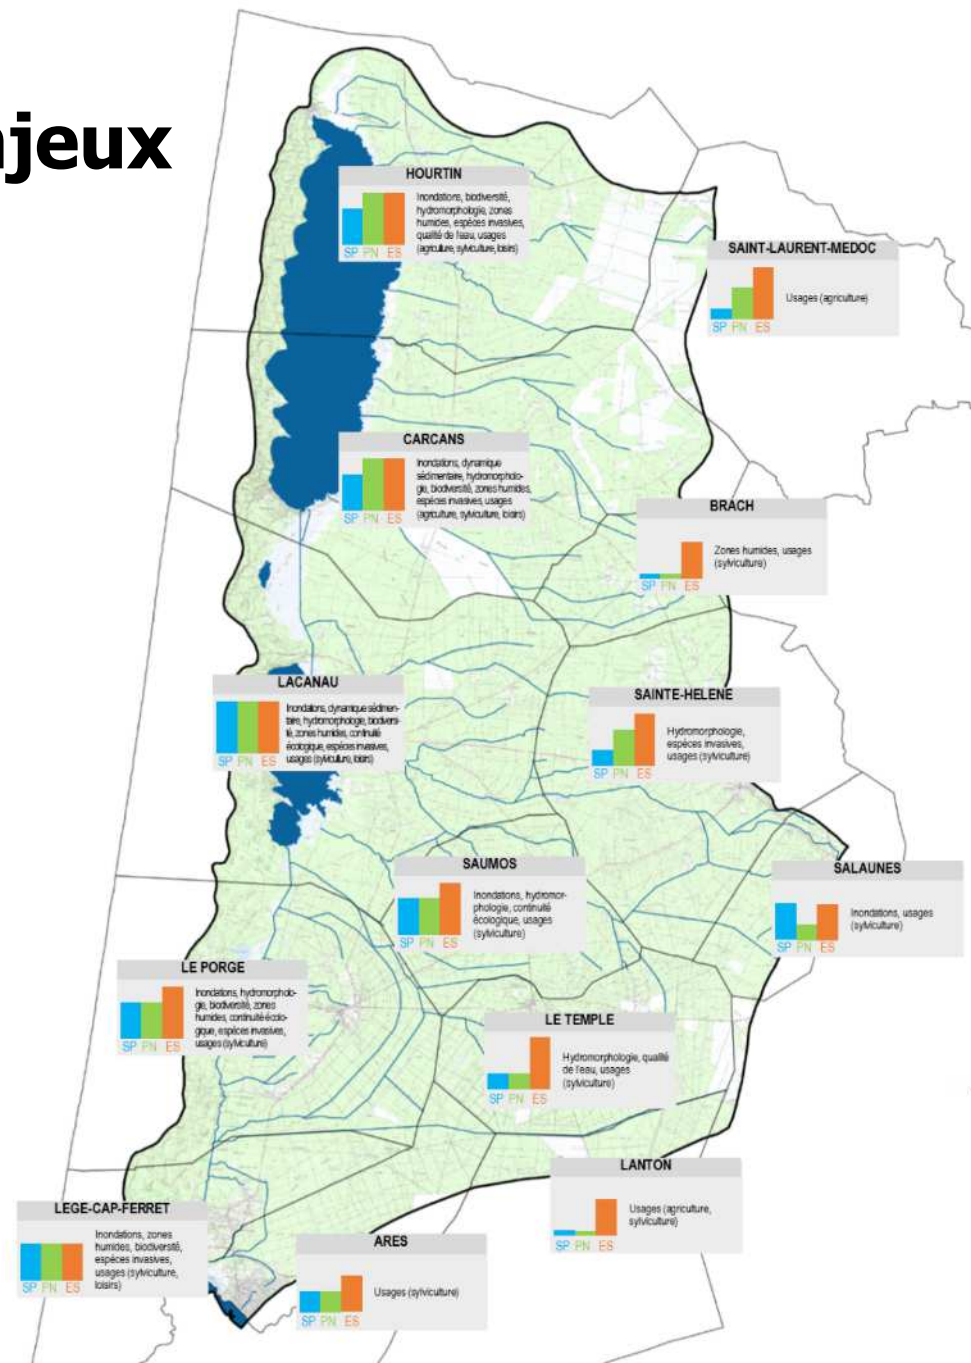 njeux
HOURTIN
Inondations, biodiversité,
hydromorphologie, zones
humides, espèces invasives,
qualité de l'eau, usages
(agriculture, sylviculture, loisirs)
SP PN ES
SAINT-LAURENT-MEDOC
Usages (agriculture)
SP PN ES
CARCANS
Inondations, dynamique
sédimentaire, hydromorpholo-
gie, biodiversité, zones humides,
espèces invasives, usages
(agriculture, sylviculture, loisirs)
SP PN ES
BRACH
Zones humides, usages
(sylviculture)
SP PN ES
LACANAU
Inondations, dynamique sédimen-
taire, hydromorphologie, biodiversi-
té, zones humides, continuité
écologique, espèces invasives,
usages (sylviculture, loisirs)
SP PN ES
SAINTE-HELENE
Hydromorphologie,
espèces invasives,
usages (sylviculture)
SP PN ES
SAUMOS
Inondations, hydromor-
phologie, continuité
écologique, usages
(sylviculture)
SP PN ES
SALAUNES
Inondations, usages
(sylviculture)
SP PN ES
LE PORGE
Inondations, hydromorpholo-
gie, biodiversité, zones
humides, continuité écolo-
gique, espèces invasives,
usages (sylviculture)
SP PN ES
LE TEMPLE
Hydromorphologie, qualité
de l'eau, usages
(sylviculture)
SP PN ES
LANTON
Usages (agriculture,
sylviculture)
SP PN ES
LEGE-CAP-FERRET
Inondations, zones
humides, biodiversité,
espèces invasives,
usages (sylviculture,
loisirs)
SP PN ES
ARES
Usages (sylviculture)
SP PN ES